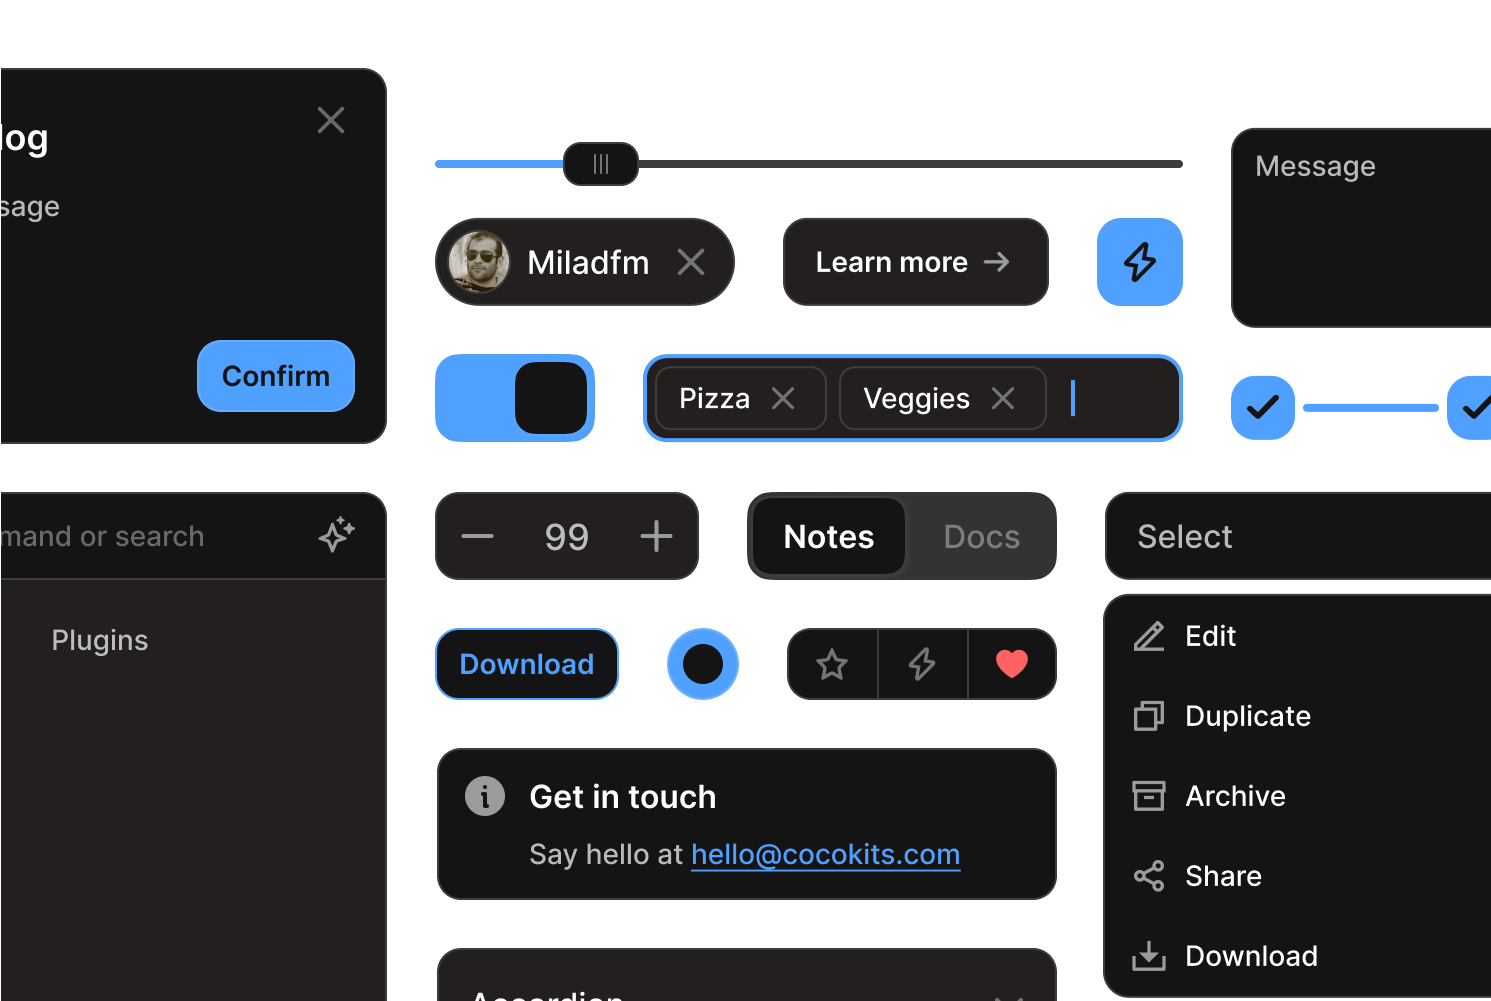 log
sage
Confirm
Miladfm
Learn more
Message
Pizza
Veggies
mand or search
99
Notes
Docs
Select
Plugins
Download
Edit
Duplicate
Get in touch
Say hello at hello@cocokits.com
Archive
Share
Download
Accordion